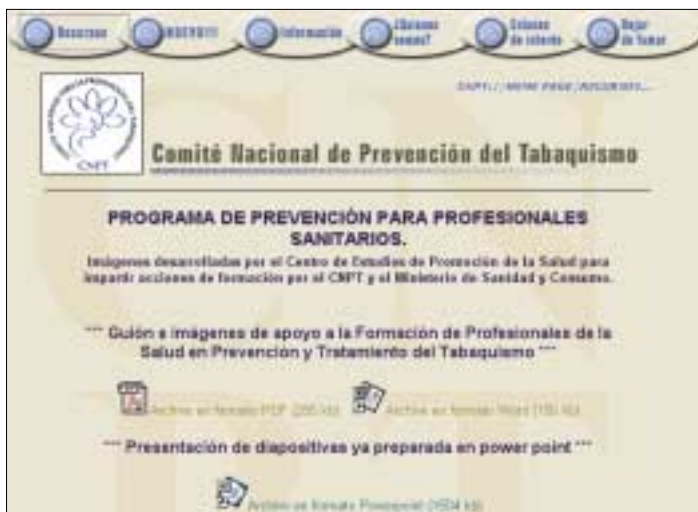 Recursos
Información
¿Quienes
somos?
Enlaces
de interés
Dejar
de fumar
CNPT
Comité Nacional de Prevención del Tabaquismo
PROGRAMA DE PREVENCIÓN PARA PROFESIONALES
SANITARIOS.
Imágenes desarrolladas por el Centro de Estudios de Promoción de la Salud para
impartir acciones de formación por el CNPT y el Ministerio de Sanidad y Consumo.
*** Guión e imágenes de apoyo a la Formación de Profesionales de la
Salud en Prevención y Tratamiento del Tabaquismo ***
Archivo en formato PDF
Archivo en formato Word
*** Presentación de diapositivas ya preparada en power point ***
Archivo en formato Powerpoint